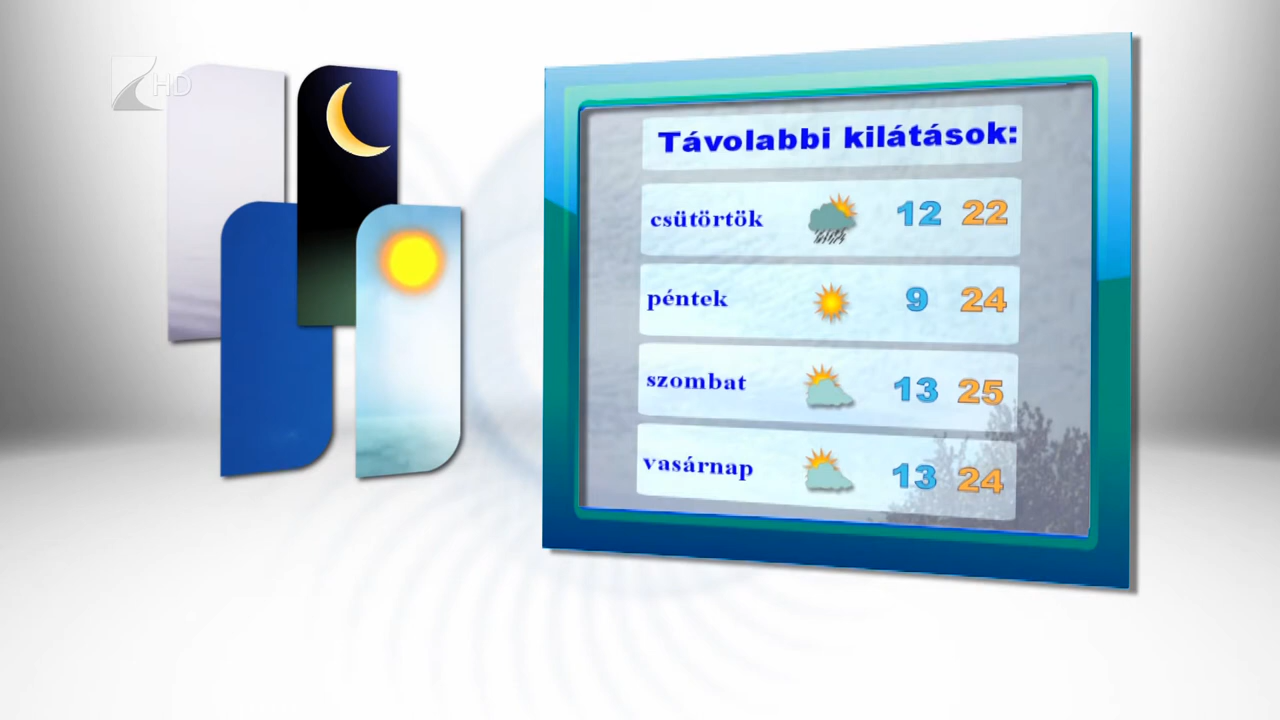 HD
Távolabbi kilátások:
csütörtök 12 22
péntek 9 24
szombat 13 25
vasárnap 13 24